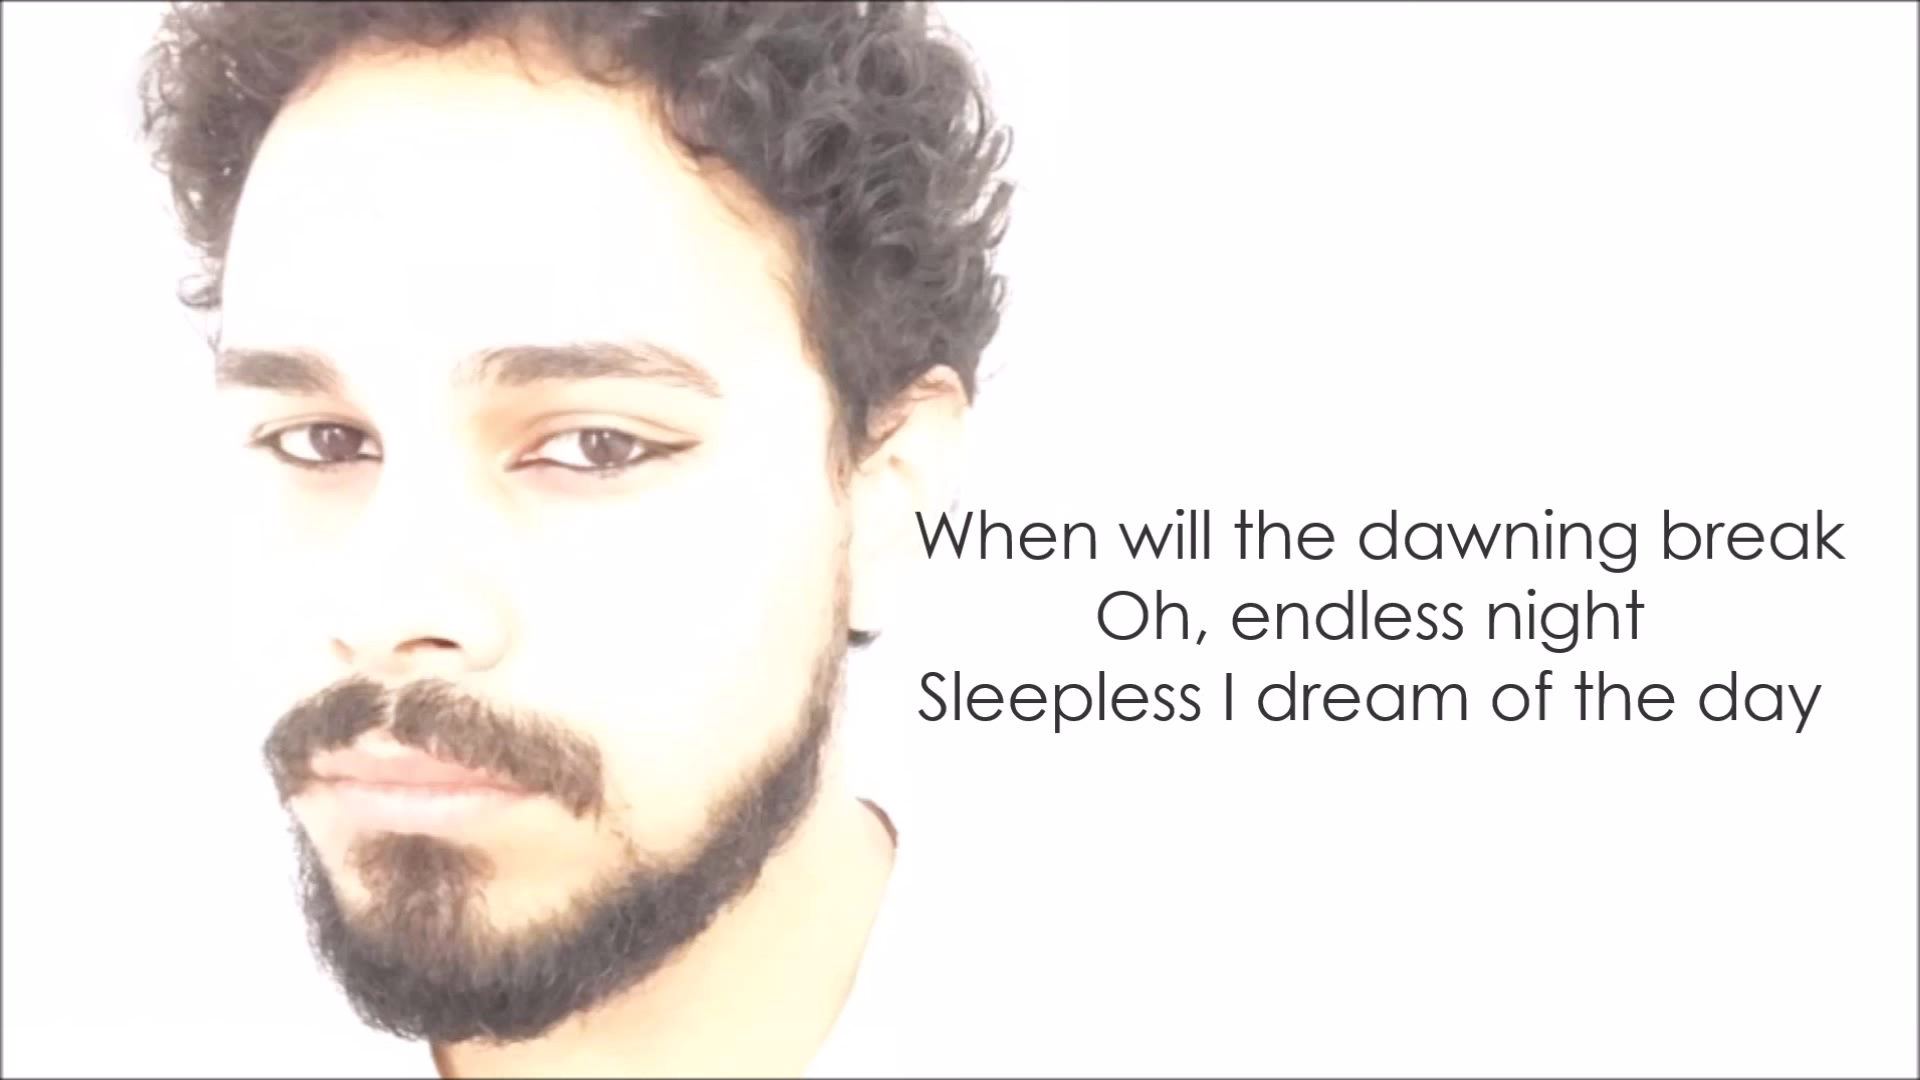 When will the dawning break
Oh, endless night
Sleepless I dream of the day